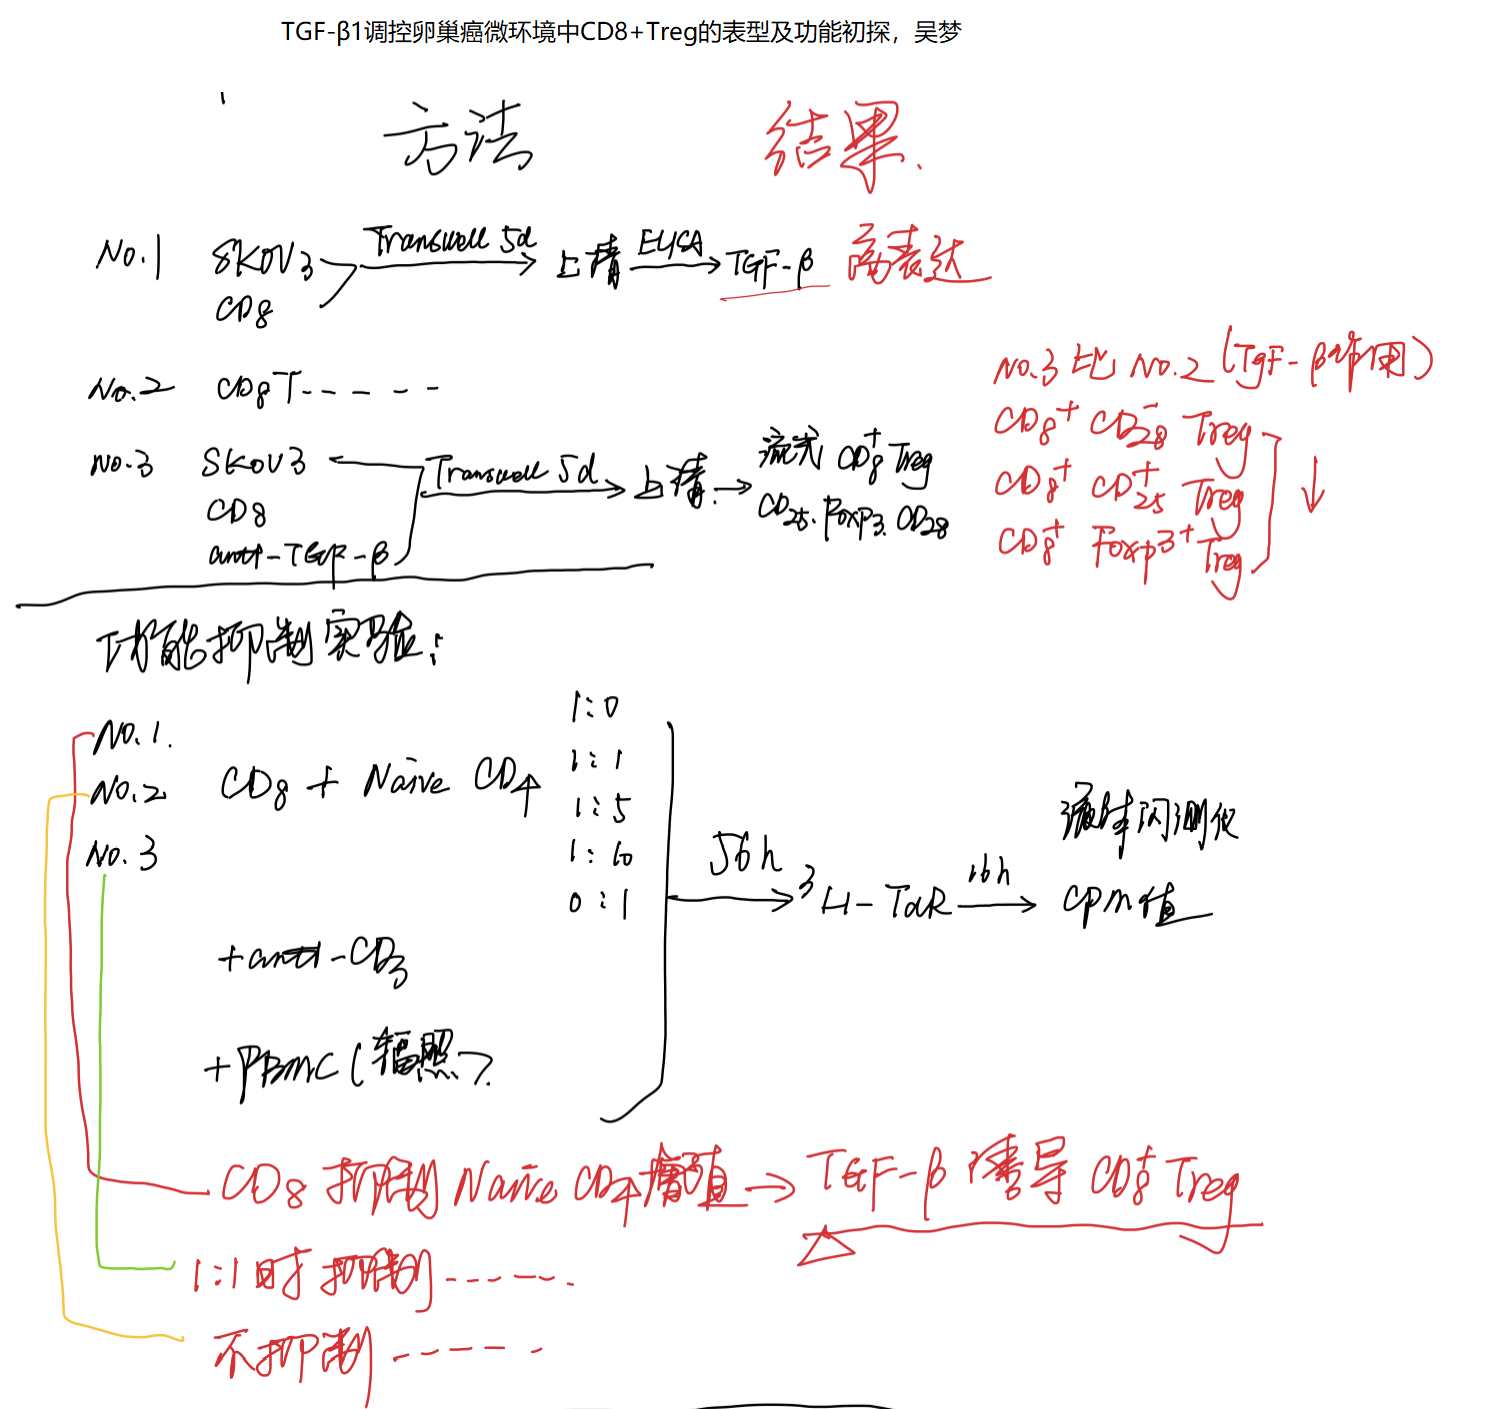 TGF-β1调控卵巢癌微环境中CD8+Treg的表型及功能初探，吴梦
方法 结果.
No.1 SKOV3 Transwell 5d 上清 ELISA TGF-β 高表达
CD8
No.3 比 No.2 (TgF-β作用)
No.2 CD8T-----
CD8+ CD28- Treg
No.3 SKOV3 Transwell 5d 上清 流式 CD8+ Treg
CD25.Foxp3.CD28
CD8+ CD25+ Treg
CD8
CD8+ Foxp3+ Treg
anti-TGF-β
↓
功能抑制实验:
No.1.
No.2 CD8 + Naive CD4
No.3
1:0
1:1
1:5
1:10
0:1
+anti-CD3
+PBMC(辐照)
56h
3H-TdR 16h 液体闪测仪
cpm值
CD8 抑制 Naive CD4增殖 → TGF-β 诱导 CD8+ Treg
1:1时 抑制------
不抑制------